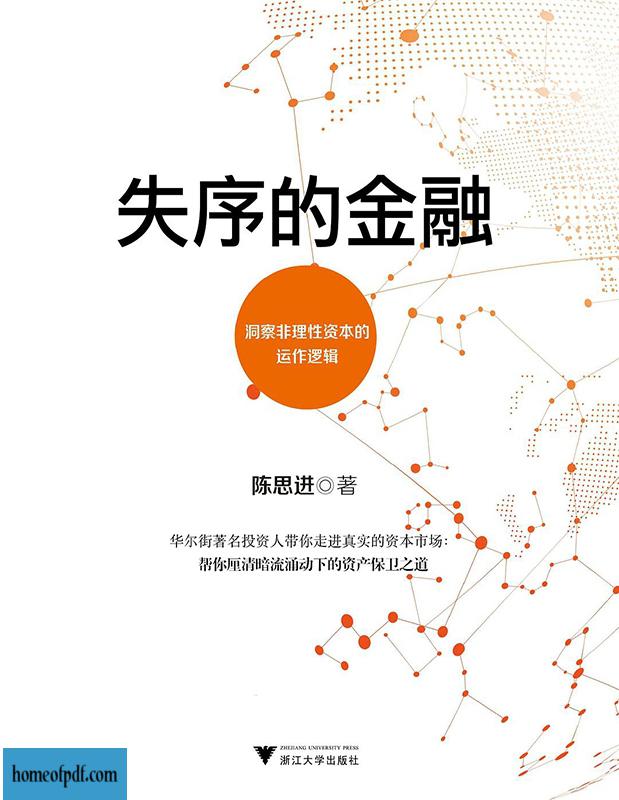 失序的金融
洞察非理性资本的
运作逻辑
陈思进◎著
华尔街著名投资人带你走进真实的资本市场：
帮你厘清暗流涌动下的资产保卫之道
ZHEJIANG UNIVERSITY PRESS
浙江大学出版社
homeofpdf.com